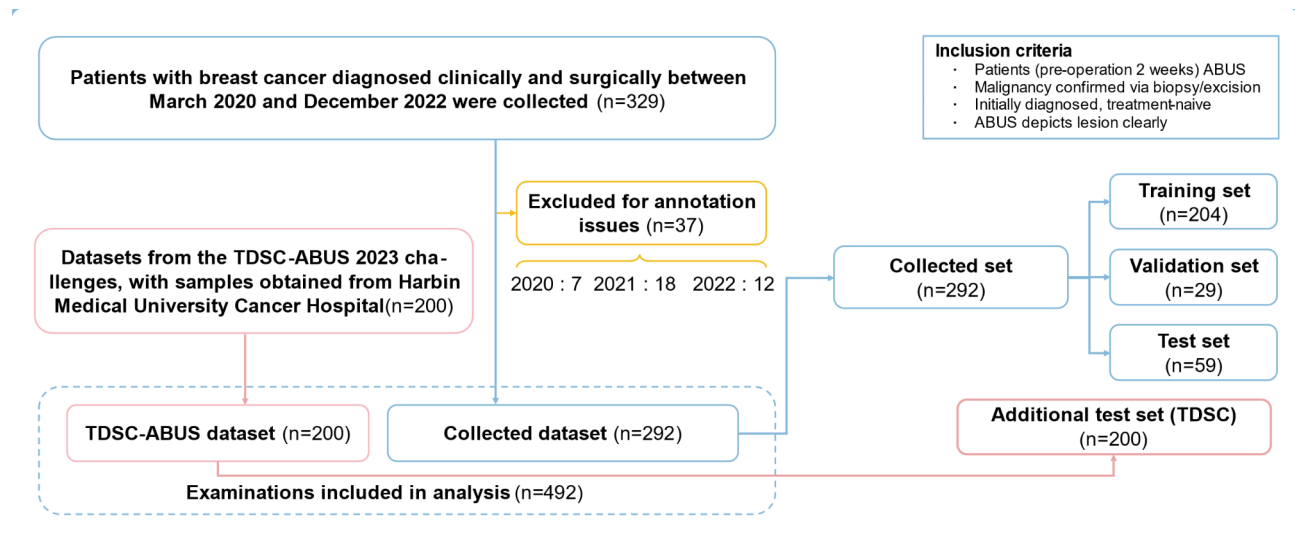 Patients with breast cancer diagnosed clinically and surgically between
March 2020 and December 2022 were collected (n=329)
Inclusion criteria
· Patients (pre-operation 2 weeks) ABUS
· Malignancy confirmed via biopsy/excision
· Initially diagnosed, treatment-naive
· ABUS depicts lesion clearly
Excluded for annotation
issues (n=37)
2020 : 7 2021 : 18 2022 : 12
Datasets from the TDSC-ABUS 2023 cha-
llenges, with samples obtained from Harbin
Medical University Cancer Hospital(n=200)
Collected set
(n=292)
Training set
(n=204)
Validation set
(n=29)
Test set
(n=59)
TDSC-ABUS dataset (n=200)
Collected dataset (n=292)
Additional test set (TDSC)
(n=200)
Examinations included in analysis (n=492)